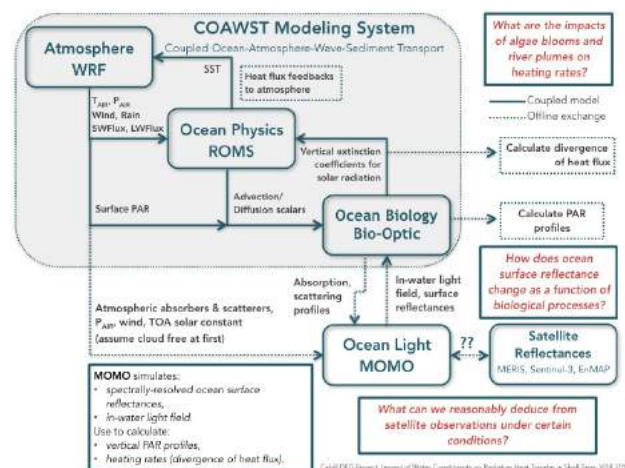 COAWST Modeling System
Coupled Ocean-Atmosphere-Wave-Sediment Transport
Atmosphere
WRF
SST
Heat flux feedbacks
to atmosphere
What are the impacts
of algae blooms and
river plumes on
heating rates?
Coupled model
Offline exchange
T_AIR, P_AIR
Wind, Rain
SWFlux, LWFlux
Ocean Physics
ROMS
Vertical extinction
coefficients for
solar radiation
Calculate divergence
of heat flux
Surface PAR
Advection/
Diffusion scalars
Ocean Biology
Bio-Optic
Calculate PAR
profiles
How does ocean
surface reflectance
change as a function of
biological processes?
Absorption,
scattering
profiles
In-water light
field, surface
reflectances
Atmospheric absorbers & scatterers,
P_AIR, wind, TOA solar constant
(assume cloud free at first)
Ocean Light
MOMO
??
Satellite
Reflectances
MERIS, Sentinel-3, EnMAP
MOMO simulates:
• spectrally-resolved ocean surface
reflectances,
• in-water light field.
Use to calculate:
• vertical PAR profiles,
• heating rates (divergence of heat flux).
What can we reasonably deduce from
satellite observations under certain
conditions?